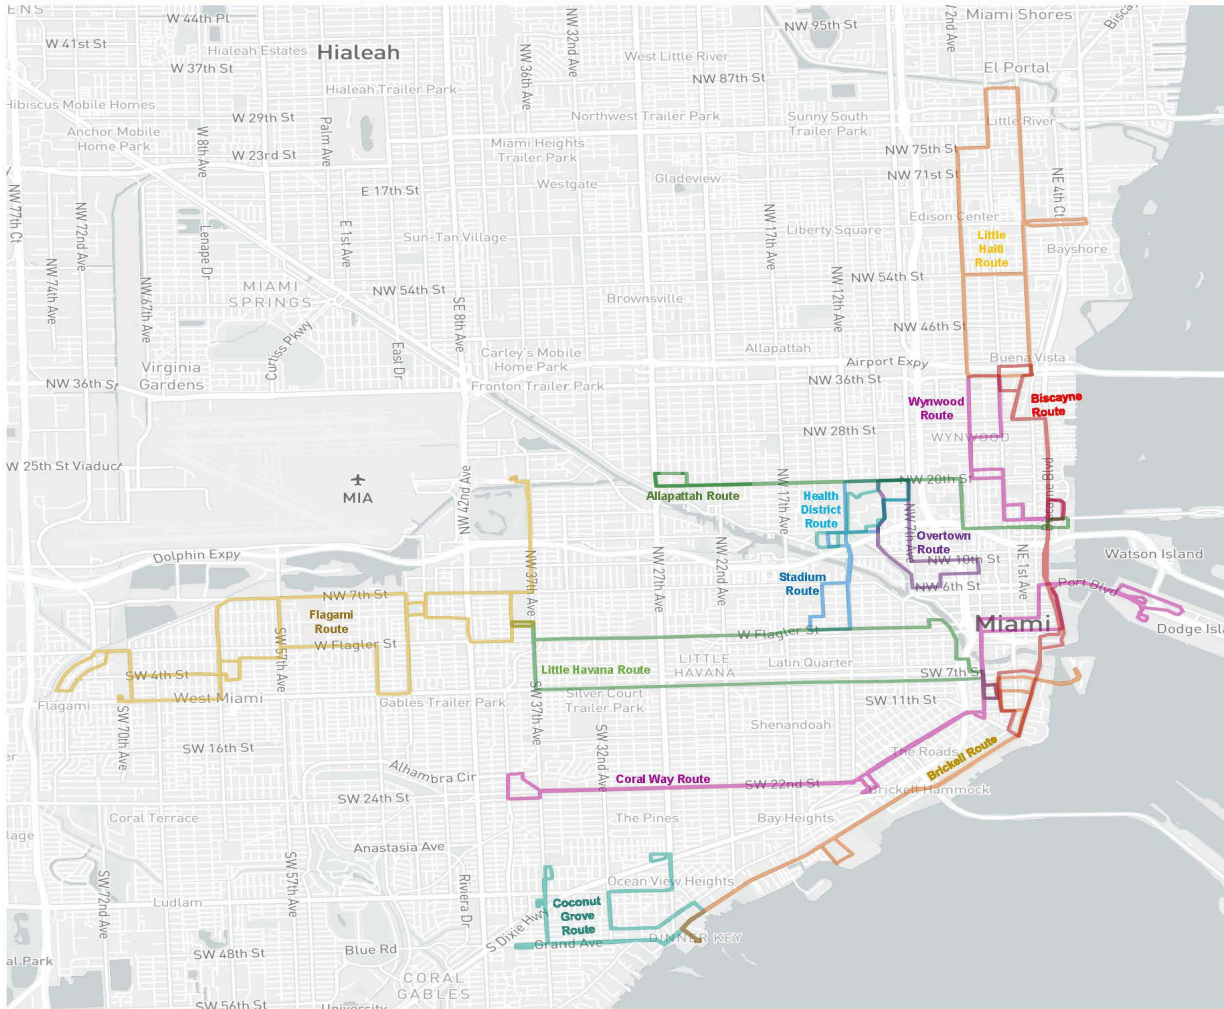 ENS
W 44th Pl
NW 32nd Ave
NW 95th St
Miami Shores
W 41st St
Hialeah Estates
Hialeah
NW 36th Ave
West Little River
W 37th St
El Portal
NW 87th St
Hialeah Trailer Park
Hibiscus Mobile Homes
W 29th St
Palm Ave
Northwest Trailer Park
Sunny South
Trailer Park
Little River
Anchor Mobile
Home Park
W 8th Ave
W 23rd St
Miami Heights
Trailer Park
NW 75th St
NW 71st St
NE 4th Ct
Westgate
Gladeview
E 17th St
NW 77th Ct
NW 72nd Ave
Lenape Dr
E 1st Ave
Sun-Tan Village
NW 17th Ave
Liberty Square
Edison Center
Little
Haiti
Route
Bayshore
NW 74th Ave
NW 67th Ave
MIAMI
SPRINGS
NW 54th St
SE 8th Ave
Brownsville
NW 12th Ave
NW 54th St
Curtiss Pkwy
East Dr
NW 46th St
Carley's Mobile
Home Park
Allapattah
Airport Expy
Buena Vista
Virginia
Gardens
NW 36th St
Fronton Trailer Park
NW 36th St
Wynwood
Route
Biscayne
Route
NW 28th St
WYNWOOD
W 25th St Viaduct
MIA
NW 42nd Ave
NW 20th St
Allapattah Route
NW 17th Ave
Health
District
Route
NW 7th Ave
Overtown
Route
Dolphin Expy
NW 37th Ave
NW 27th Ave
NW 22nd Ave
NW 10th St
NE 1st Ave
Watson Island
Stadium
Route
NW 6th St
Port Blvd
NW 7th St
Flagami
Route
SW 57th Ave
W Flagler St
W Flagler St
Miami
W Flagler St
SW 4th St
Little Havana Route
LITTLE
HAVANA
Latin Quarter
SW 7th St
West Miami
Flagami
Gables Trailer Park
SW 37th Ave
Silver Court
Trailer Park
SW 11th St
SW 70th Ave
SW 32nd Ave
Shenandoah
SW 16th St
The Roads
Brickell Route
Alhambra Cir
Coral Way Route
SW 22nd St
Brickell Hammock
SW 24th St
Coral Terrace
The Pines
Bay Heights
Anastasia Ave
SW 72nd Ave
SW 57th Ave
Riviera Dr
Ocean View Heights
Ludlam
Coconut
Grove
Route
S Dixie Hwy
Grand Ave
DINNER KEY
SW 48th St
Blue Rd
CORAL
GABLES
SW 56th St